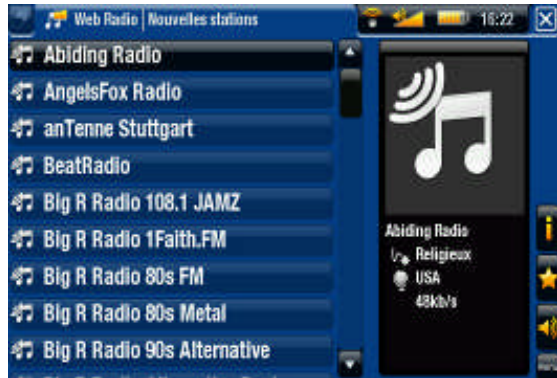 Web Radio | Nouvelles stations
16:22
Abiding Radio
AngelsFox Radio
anTenne Stuttgart
BeatRadio
Big R Radio 108.1 JAMZ
Big R Radio 1Faith.FM
Big R Radio 80s FM
Big R Radio 80s Metal
Big R Radio 90s Alternative
Abiding Radio
Religieux
USA
48kb/s